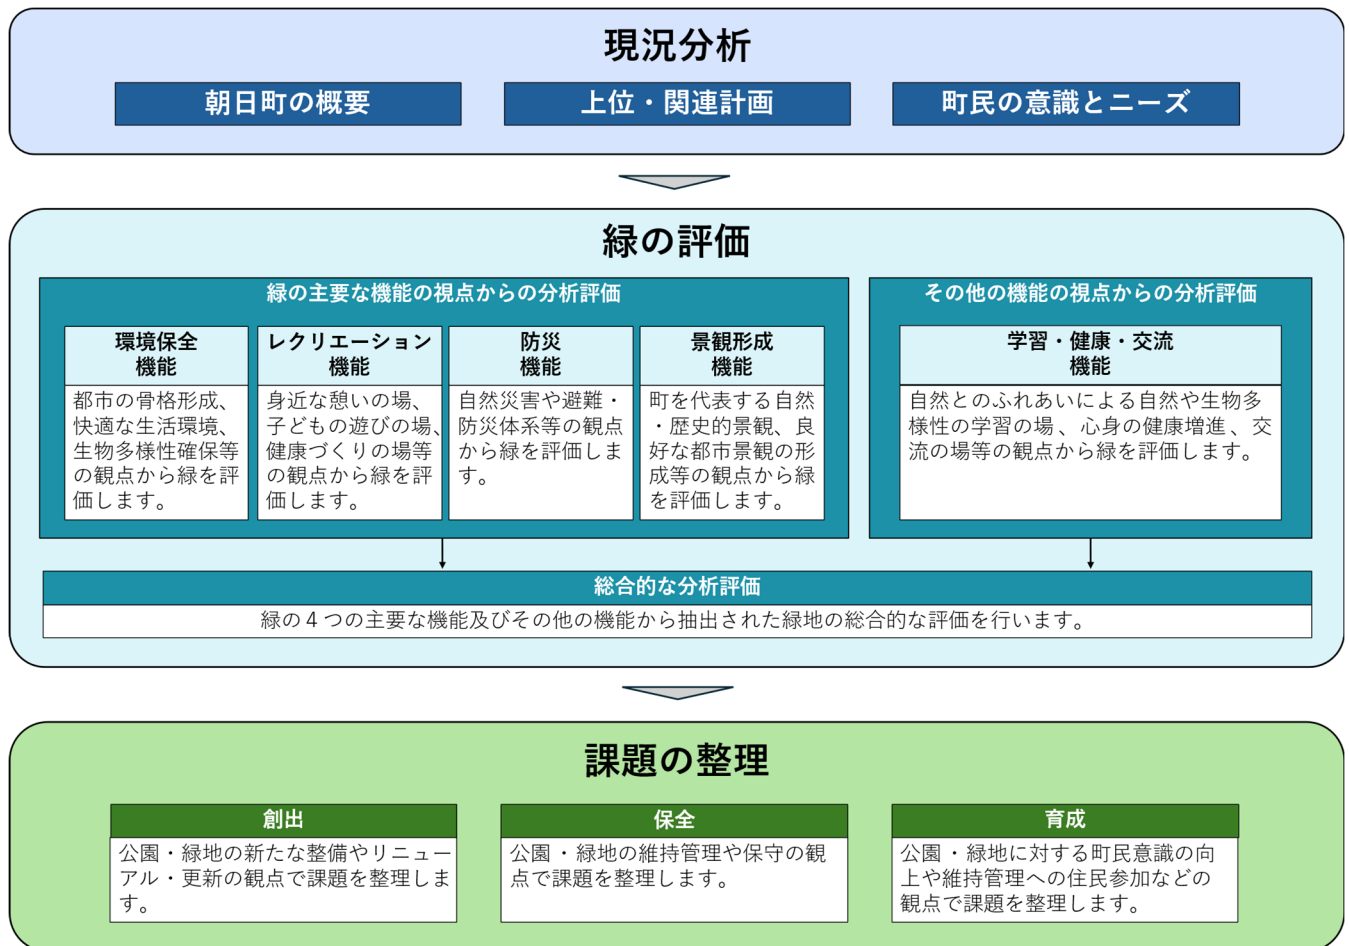 現況分析
朝日町の概要
上位・関連計画
町民の意識とニーズ
緑の評価
緑の主要な機能の視点からの分析評価
環境保全
機能
都市の骨格形成、
快適な生活環境、
生物多様性確保等
の観点から緑を評
価します。
レクリエーション
機能
身近な憩いの場、
子どもの遊びの場、
健康づくりの場等
の観点から緑を評
価します。
防災
機能
自然災害や避難・
防災体系等の観点
から緑を評価しま
す。
景観形成
機能
町を代表する自然
・歴史的景観、良
好な都市景観の形
成等の観点から緑
を評価します。
その他の機能の視点からの分析評価
学習・健康・交流
機能
自然とのふれあいによる自然や生物多
様性の学習の場、心身の健康増進、交
流の場等の観点から緑を評価します。
総合的な分析評価
緑の4つの主要な機能及びその他の機能から抽出された緑地の総合的な評価を行います。
課題の整理
創出
公園・緑地の新たな整備やリニュー
アル・更新の観点で課題を整理しま
す。
保全
公園・緑地の維持管理や保守の観
点で課題を整理します。
育成
公園・緑地に対する町民意識の向
上や維持管理への住民参加などの
観点で課題を整理します。